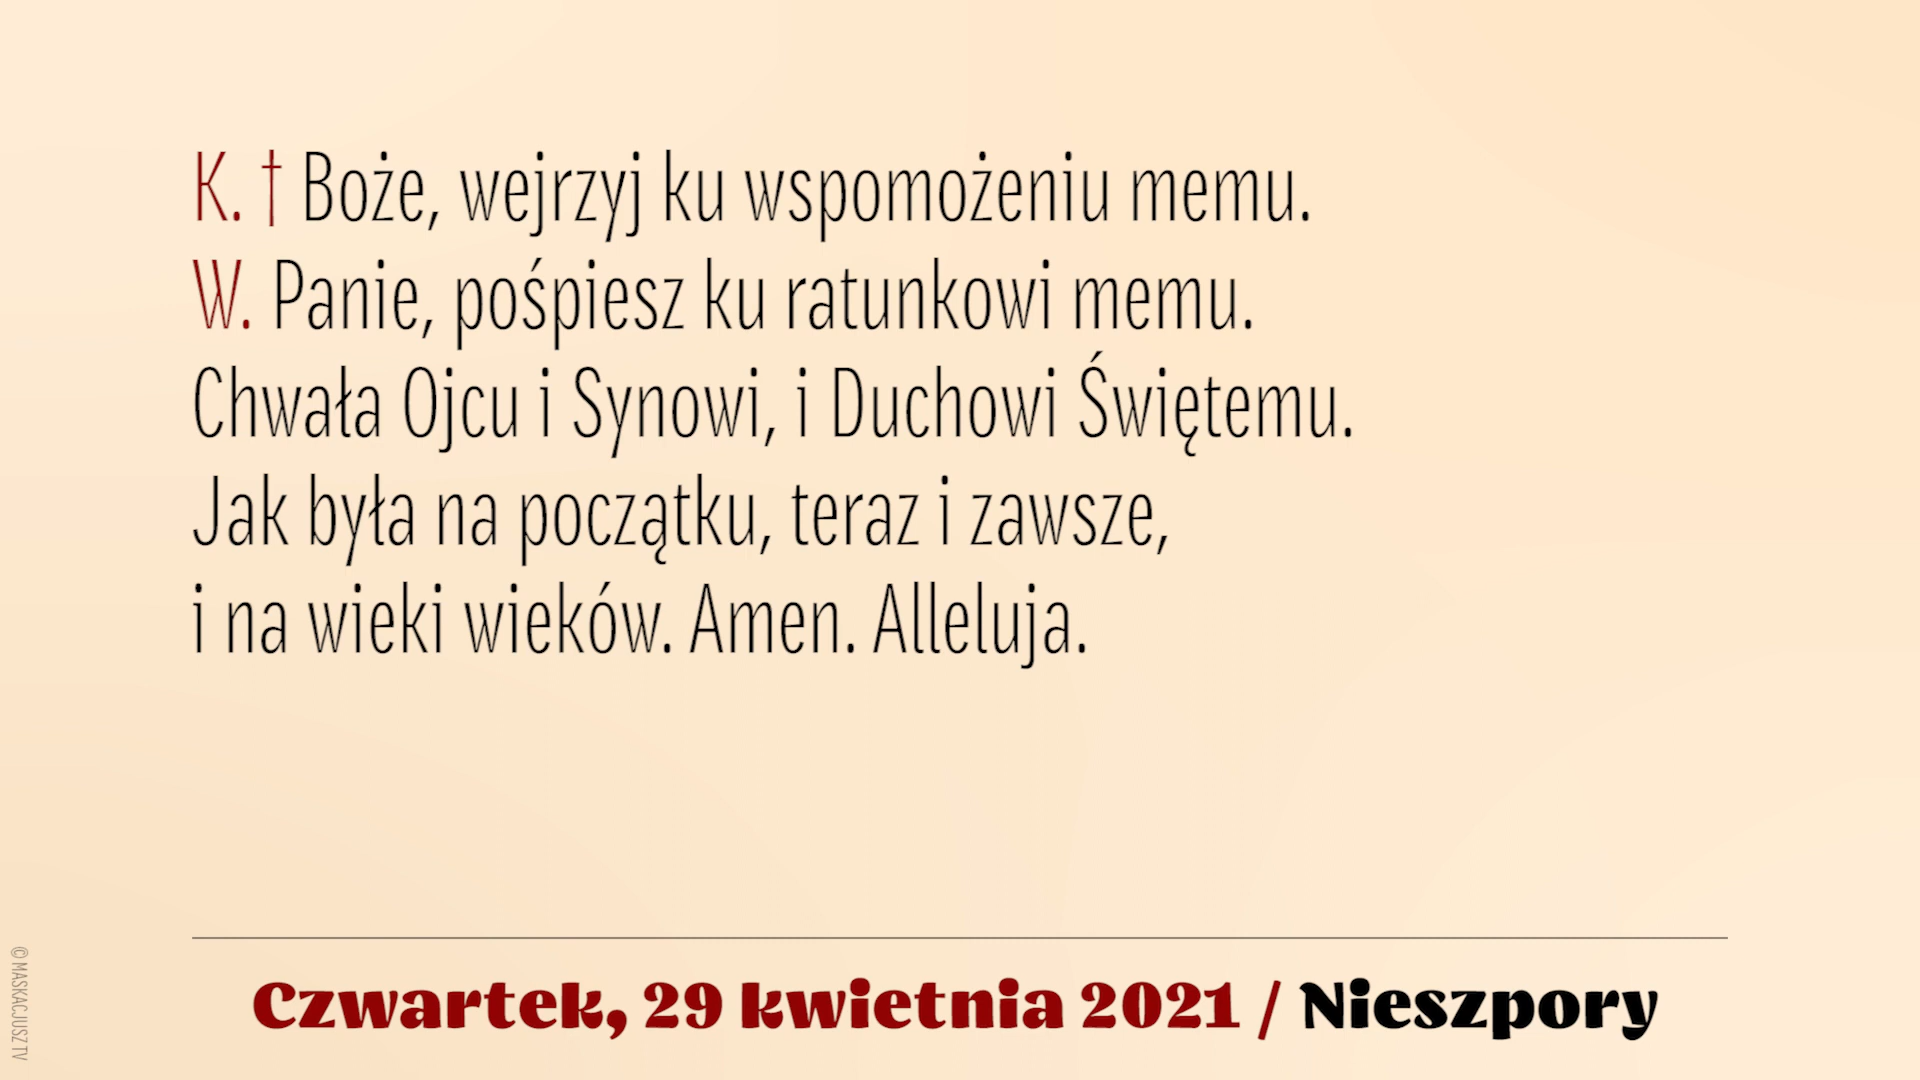 K. † Boże, wejrzyj ku wspomożeniu memu.
W. Panie, pośpiesz ku ratunkowi memu.
Chwała Ojcu i Synowi, i Duchowi Świętemu.
Jak była na początku, teraz i zawsze,
i na wieki wieków. Amen. Alleluja.
Czwartek, 29 kwietnia 2021 / Nieszpory
© MASKACJUSZ TV